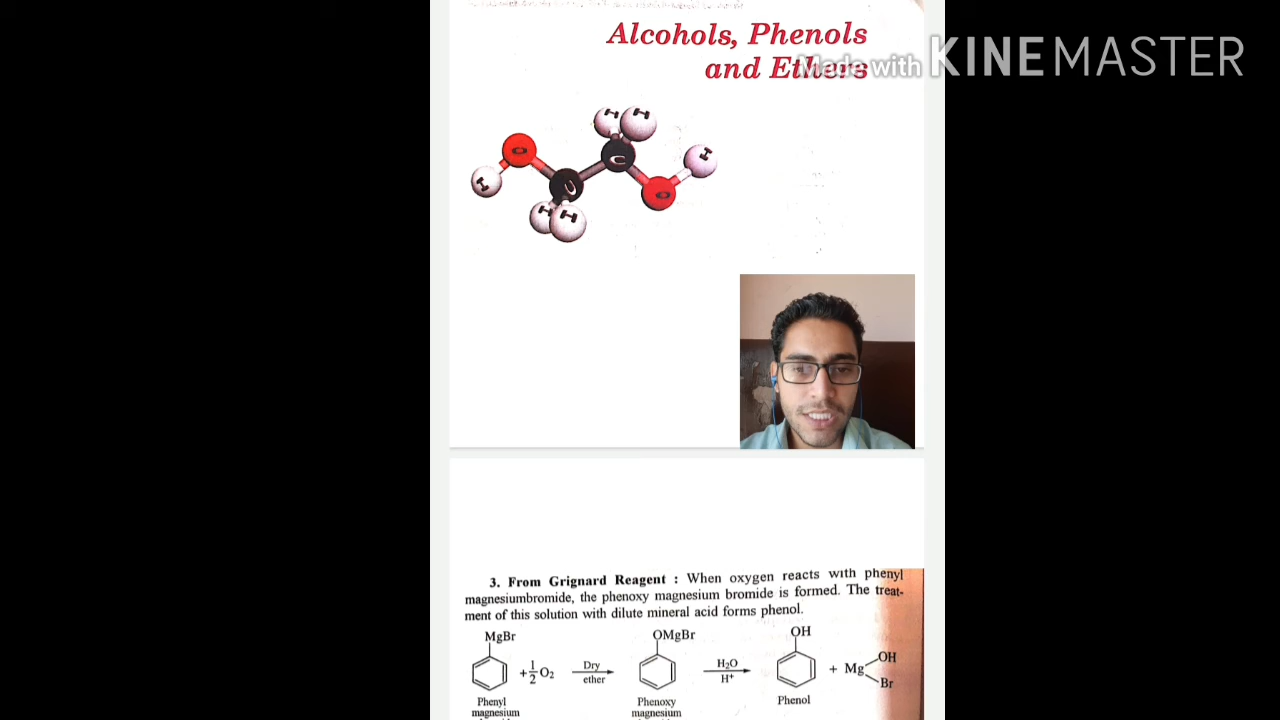 Alcohols, Phenols
and Ethers
Made with KINEMASTER
H H
O C H
H C O
H H
3. From Grignard Reagent : When oxygen reacts with phenyl
magnesiumbromide, the phenoxy magnesium bromide is formed. The treat-
ment of this solution with dilute mineral acid forms phenol.
MgBr OMgBr OH
+ 1/2 O₂ Dry ether H₂O H⁺ + Mg OH Br
Phenyl Phenoxy Phenol
magnesium magnesium